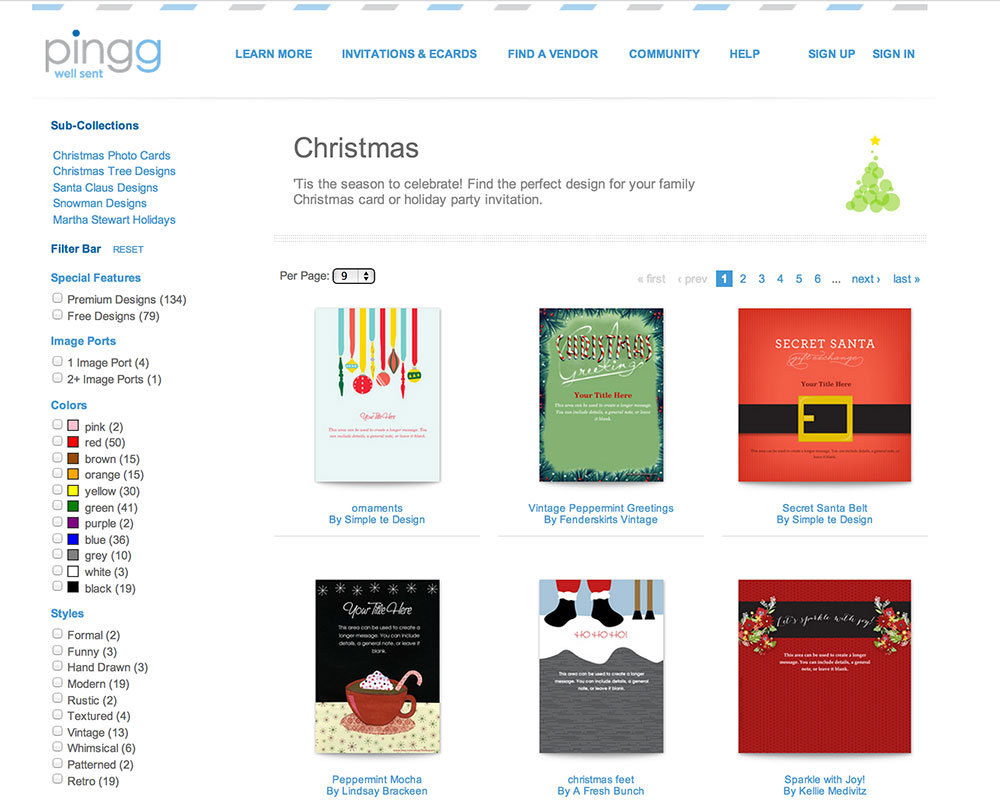 pingg
well sent
LEARN MORE
INVITATIONS & ECARDS
FIND A VENDOR
COMMUNITY
HELP
SIGN UP
SIGN IN
Sub-Collections
Christmas Photo Cards
Christmas Tree Designs
Santa Claus Designs
Snowman Designs
Martha Stewart Holidays
Filter Bar RESET
Special Features
Premium Designs (134)
Free Designs (79)
Image Ports
1 Image Port (4)
2+ Image Ports (1)
Colors
pink (2)
red (50)
brown (15)
orange (15)
yellow (30)
green (41)
purple (2)
blue (36)
grey (10)
white (3)
black (19)
Styles
Formal (2)
Funny (3)
Hand Drawn (3)
Modern (19)
Rustic (2)
Textured (4)
Vintage (13)
Whimsical (6)
Patterned (2)
Retro (19)
Christmas
'Tis the season to celebrate! Find the perfect design for your family
Christmas card or holiday party invitation.
Per Page: 9
« first ‹ prev 1 2 3 4 5 6 ... next › last »
Your Title Here
This area can be used to create a longer message. You can
include details, a general note, or leave it blank.
ornaments
By Simple te Design
CHRISTMAS
Greetings
Your Title Here
This area can be used to create a longer message.
You can include details, a general note, or leave
it blank.
Vintage Peppermint Greetings
By Fenderskirts Vintage
SECRET SANTA
gift exchange
Your Title Here
This area can be used to create a longer message. You can include details,
a general note, or leave it blank.
Secret Santa Belt
By Simple te Design
Your Title Here
This area can be used to create a
longer message. You can include
details, a general note, or leave it
blank.
Peppermint Mocha
By Lindsay Brackeen
HO HO HO!
This area can be used to create a longer
message. You can include details, a general
note, or leave it blank.
christmas feet
By A Fresh Bunch
let's sparkle with joy!
This area can be used to create a longer
message. You can include details, a general
note, or leave it blank.
Sparkle with Joy!
By Kellie Medivitz